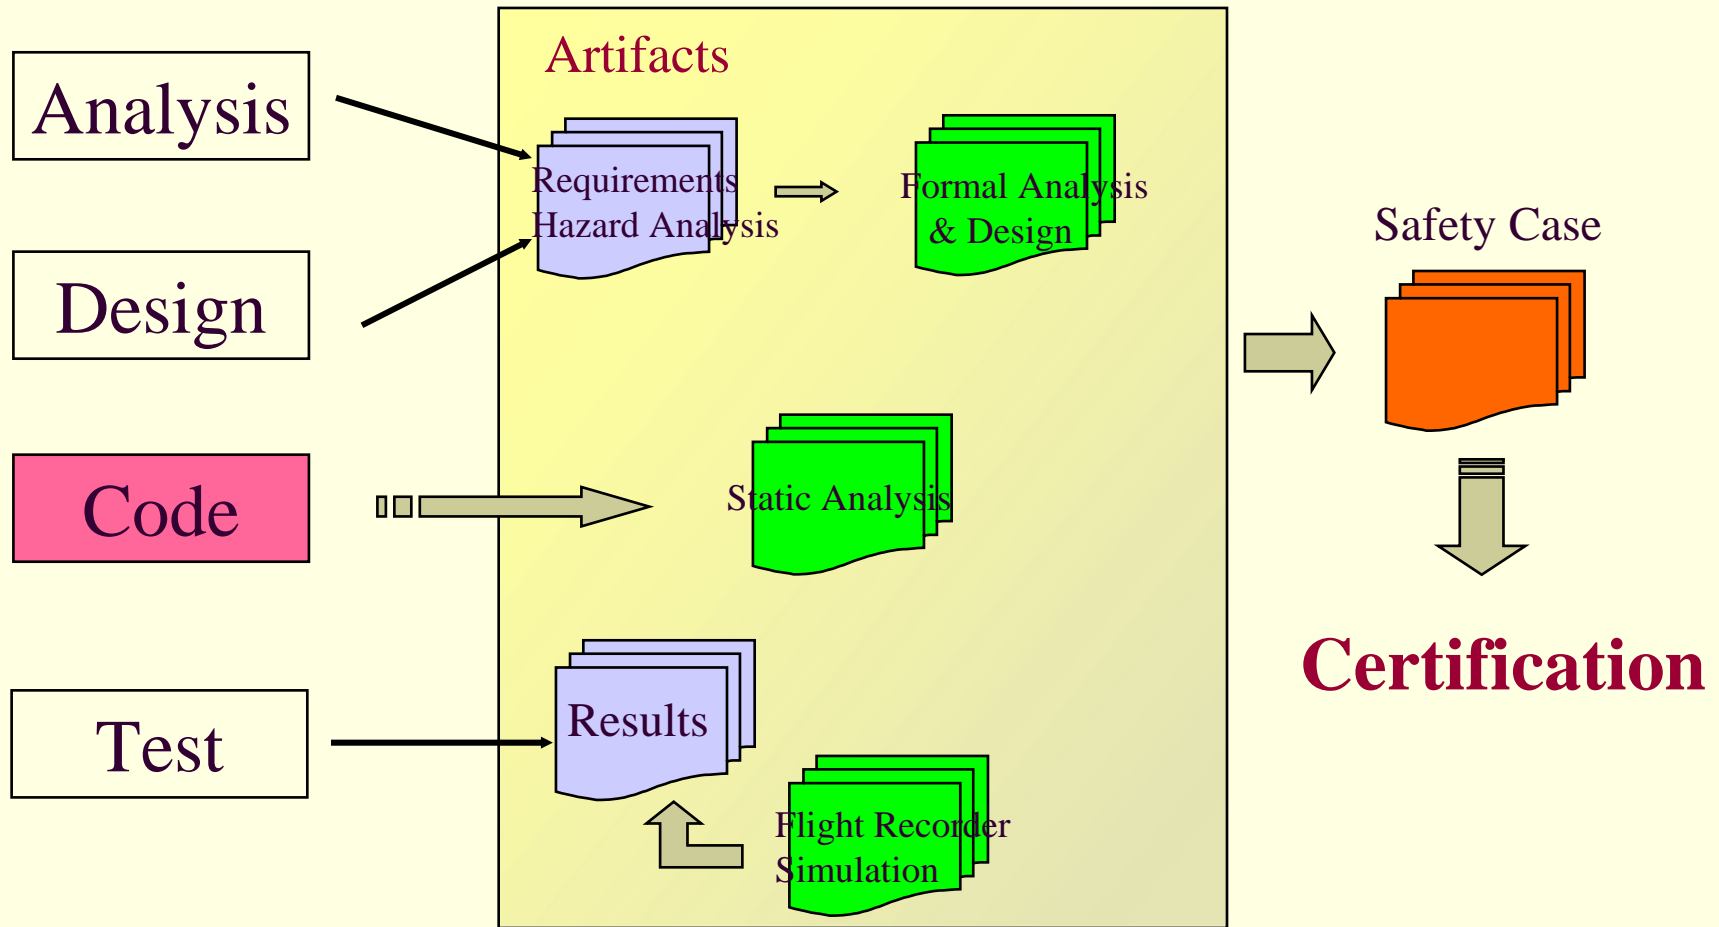 Artifacts
Analysis
Requirements
Hazard Analysis
Formal Analysis
& Design
Safety Case
Design
Code
Static Analysis
Certification
Test
Results
Flight Recorder
Simulation